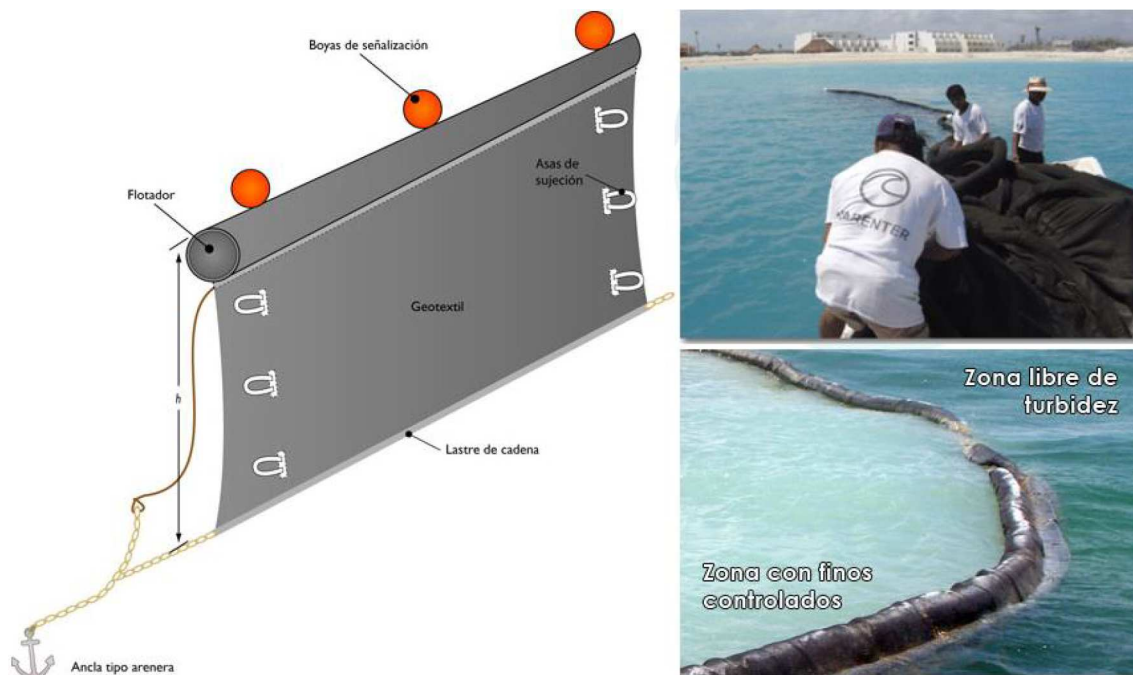 Boyas de señalización
Flotador
Asas de
sujeción
Geotextil
h
Lastre de cadena
Ancla tipo arenera
Zona libre de
turbidez
Zona con finos
controlados